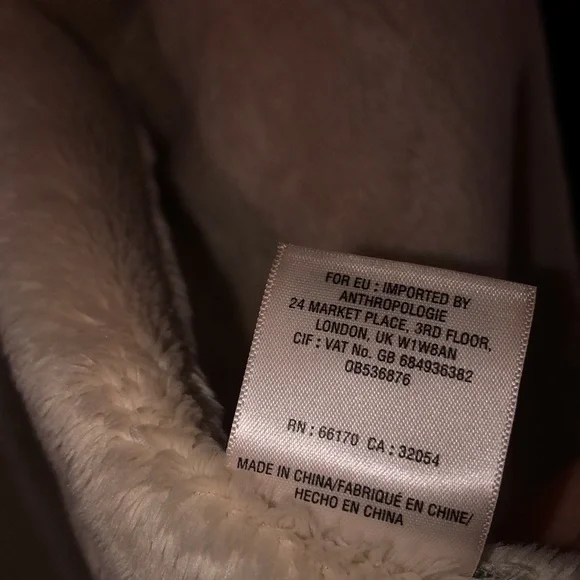 FOR EU : IMPORTED BY
ANTHROPOLOGIE
24 MARKET PLACE, 3RD FLOOR,
LONDON, UK W1W8AN
CIF : VAT No. GB 684936382
OB536876
RN : 66170 CA : 32054
MADE IN CHINA/FABRIQUÉ EN CHINE/
HECHO EN CHINA